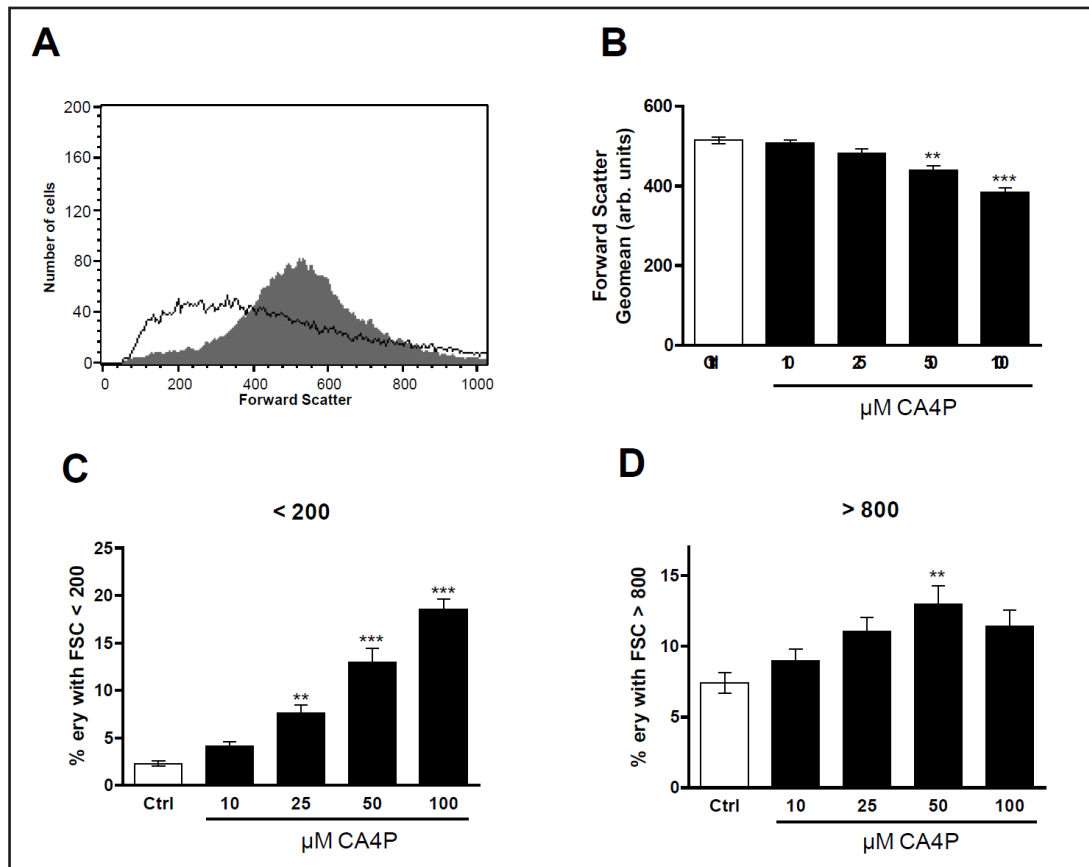 A
200
160
120
80
40
0
Number of cells
0 200 400 600 800 1000
Forward Scatter
B
600
400
200
0
Forward Scatter
Geomean (arb. units)
**
***
µM CA4P
C
< 200
25
20
15
10
5
0
% ery with FSC < 200
**
***
***
Ctrl 10 25 50 100
µM CA4P
D
> 800
15
10
5
0
% ery with FSC > 800
**
Ctrl 10 25 50 100
µM CA4P